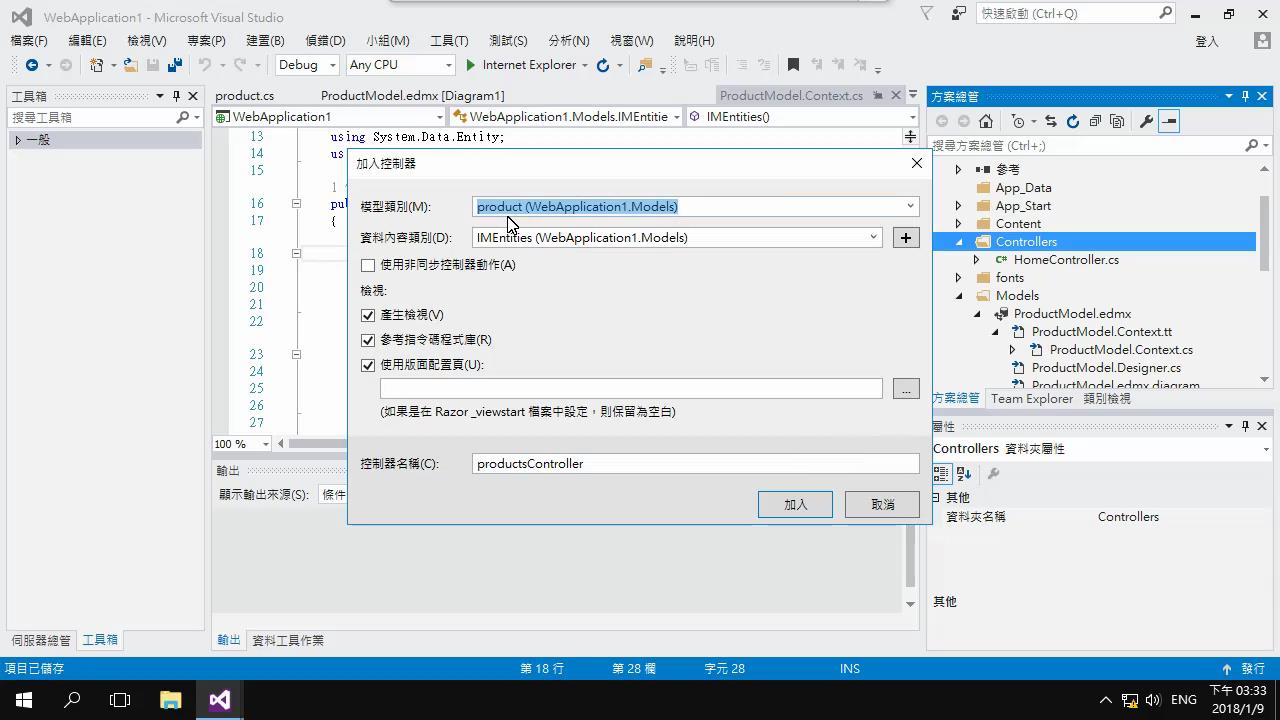 WebApplication1 - Microsoft Visual Studio
快速啟動 (Ctrl+Q)
檔案(F) 編輯(E) 檢視(V) 專案(P) 建置(B) 偵錯(D) 小組(M) 工具(T) 測試(S) 分析(N) 視窗(W) 說明(H)
登入
Debug Any CPU Internet Explorer
工具箱
搜尋工具箱
一般
product.cs ProductModel.edmx [Diagram1] ProductModel.Context.cs
WebApplication1 WebApplication1.Models.IMEntitie IMEntities()
13 using System.Data.Entity;
14 us
15
16 pu
17 {
18
19
20
21
22
23
24
25
26
27
100 %
加入控制器
模型類別(M): product (WebApplication1.Models)
資料內容類別(D): IMEntities (WebApplication1.Models)
使用非同步控制器動作(A)
檢視:
產生檢視(V)
參考指令碼程式庫(R)
使用版面配置頁(U):
...
(如果是在 Razor _viewstart 檔案中設定，則保留為空白)
控制器名稱(C): productsController
加入 取消
輸出
顯示輸出來源(S): 條件
方案總管
搜尋方案總管 (Ctrl+;)
參考
App_Data
App_Start
Content
Controllers
C# HomeController.cs
fonts
Models
ProductModel.edmx
ProductModel.Context.tt
ProductModel.Context.cs
ProductModel.Designer.cs
ProductModel.edmx.diagram
方案總管 Team Explorer 類別檢視
屬性
Controllers 資料夾屬性
其他
資料夾名稱 Controllers
其他
伺服器總管 工具箱
輸出 資料工具作業
項目已儲存 第 18 行 第 28 欄 字元 28 INS 發行
ENG
下午 03:33
2018/1/9